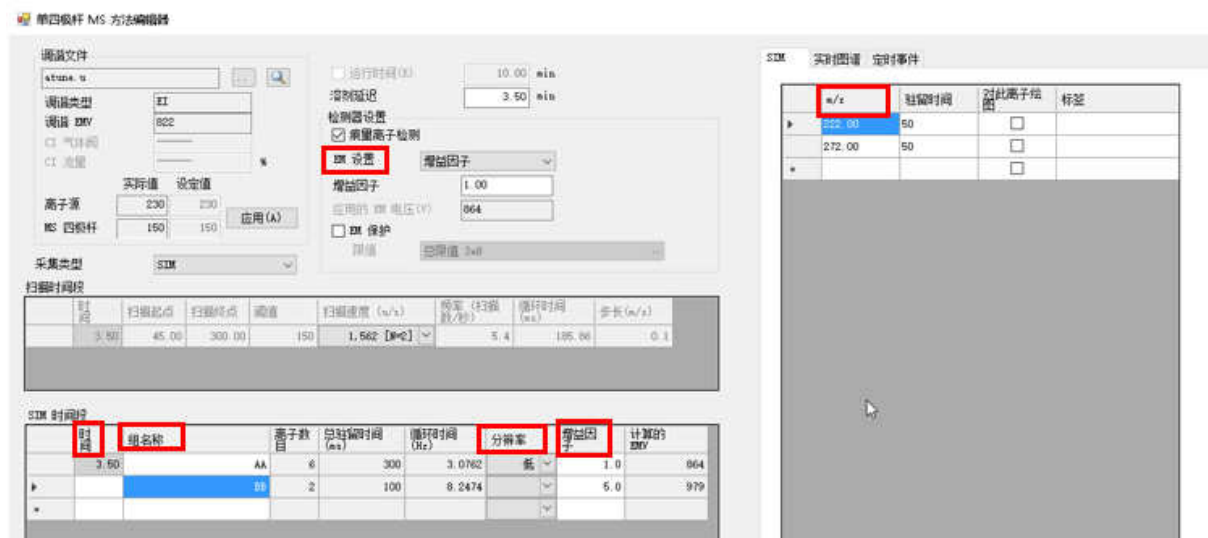 单四极杆 MS 方法编辑器
调谐文件
atune.u
...
调谐类型 EI
调谐 EMV 822
CI 气体阀
CI 流量 %
实际值 设定值
离子源 230 230
MS 四极杆 150 150
应用(A)
采集类型 SIM
运行时间(R) 10.00 min
溶剂延迟 3.50 min
检测器设置
痕量离子检测
EM 设置 增益因子
增益因子 1.00
应用的 EM 电压(V) 864
EM 保护
限值 总限值 2e8
扫描时间段
时间 扫描起点 扫描终点 阈值 扫描速度 (u/s) 频率 (扫描数/秒) 循环时间 (ms) 步长(m/z)
3.50 45.00 300.00 150 1,562 [N=2] 5.4 185.86 0.1
SIM 时间段
时间 组名称 离子数目 总驻留时间 (ms) 循环时间 (Hz) 分辨率 增益因子 计算的 EMV
3.50 AA 6 300 3.0762 低 1.0 864
BB 2 100 8.2474 5.0 979
*
SIM 实时图谱 定时事件
m/z 驻留时间 对此离子绘图 标签
222.00 50
272.00 50
*